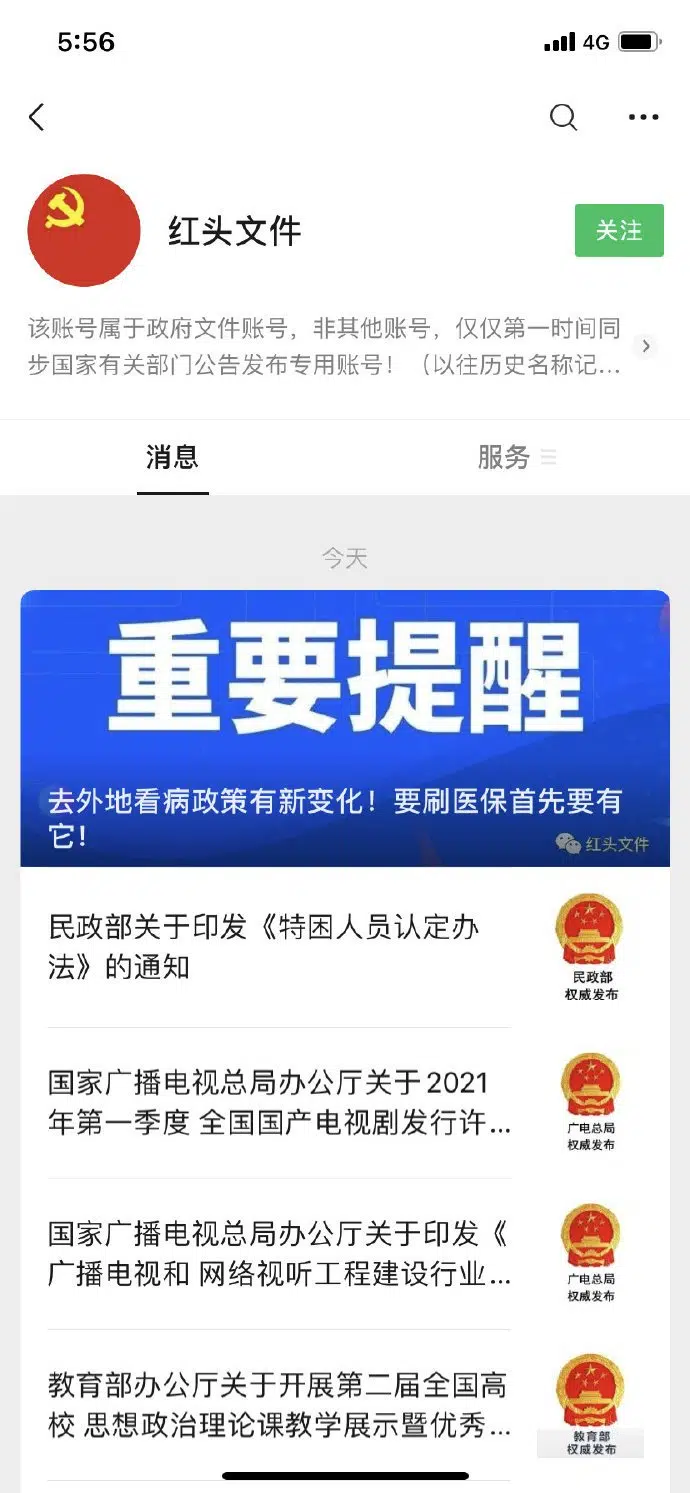 5:56
4G
红头文件
关注
该账号属于政府文件账号，非其他账号，仅仅第一时间同
步国家有关部门公告发布专用账号！（以往历史名称记...
消息
服务
今天
重要提醒
去外地看病政策有新变化！要刷医保首先要有
它！
红头文件
民政部关于印发《特困人员认定办
法》的通知
民政部
权威发布
国家广播电视总局办公厅关于2021
年第一季度 全国国产电视剧发行许...
广电总局
权威发布
国家广播电视总局办公厅关于印发《
广播电视和 网络视听工程建设行业...
广电总局
权威发布
教育部办公厅关于开展第二届全国高
校 思想政治理论课教学展示暨优秀...
教育部
权威发布